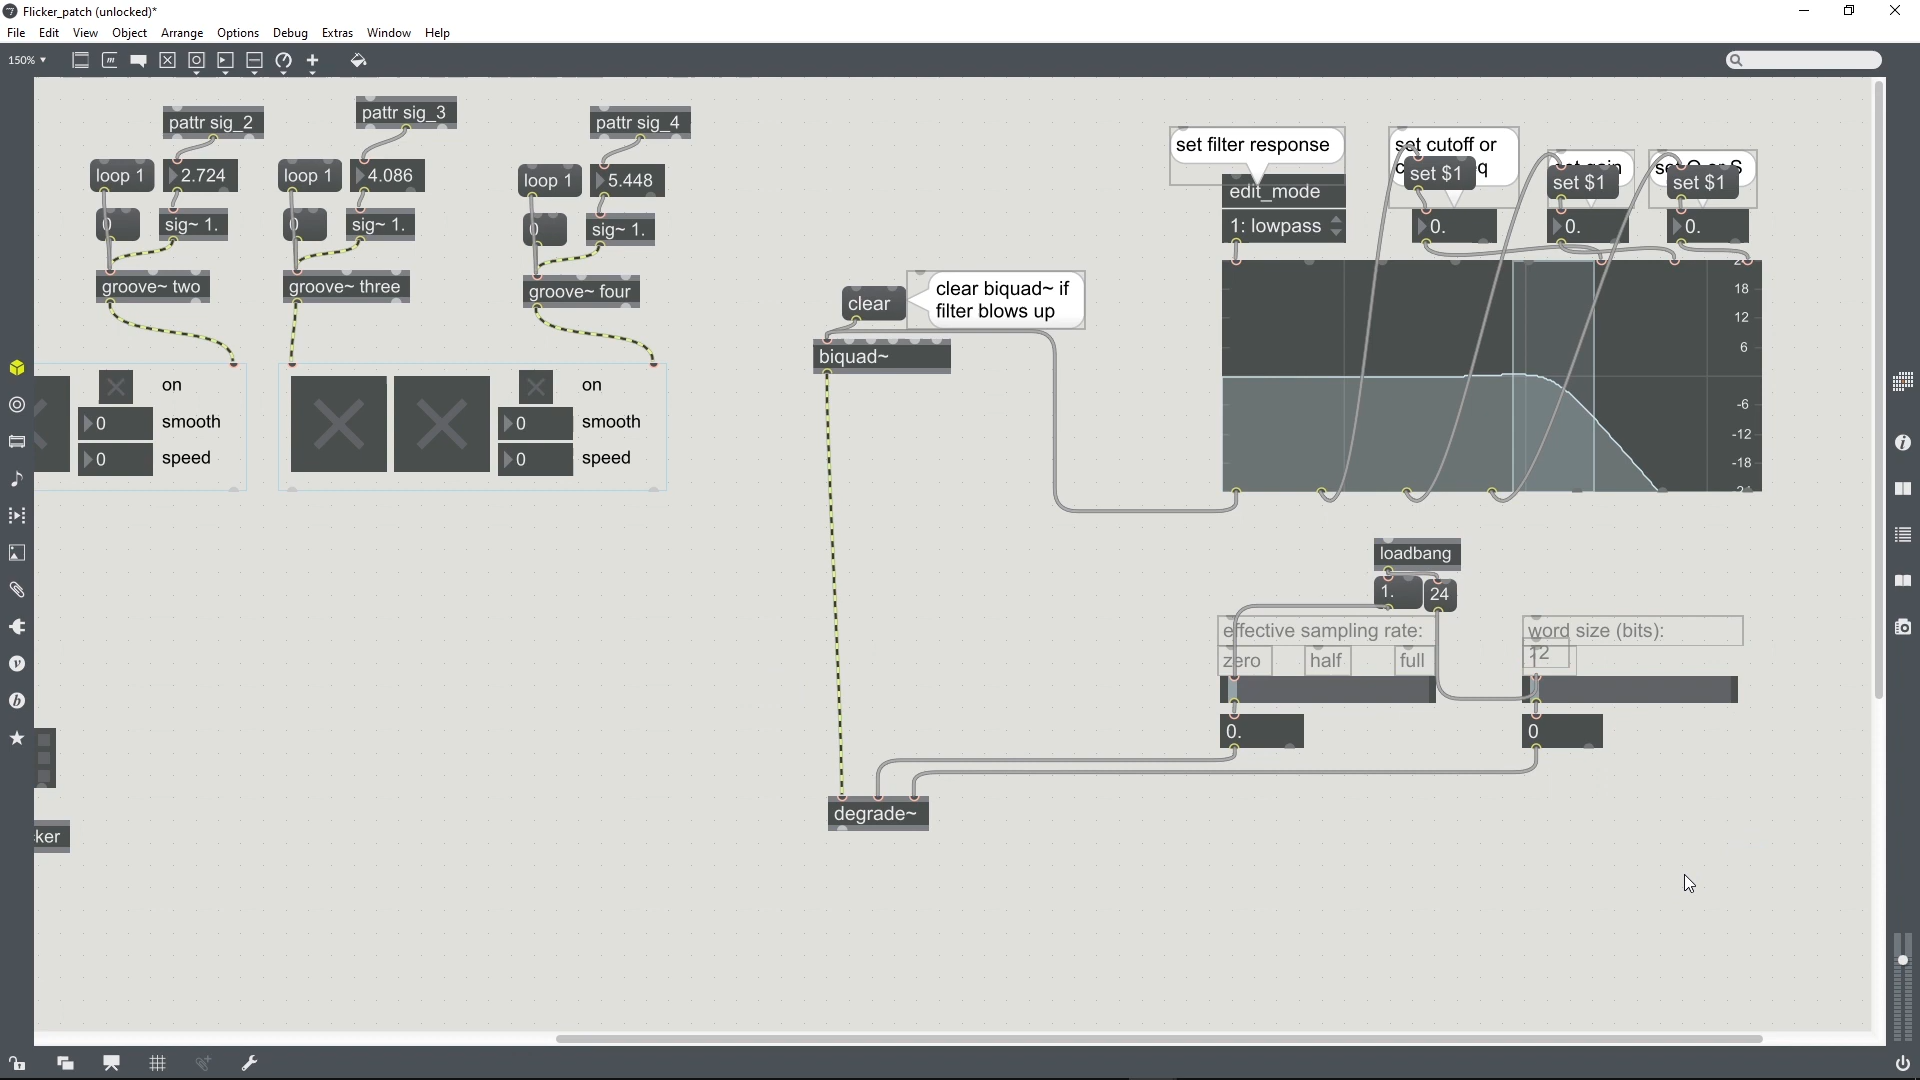 Flicker_patch (unlocked)*
File Edit View Object Arrange Options Debug Extras Window Help
150%
pattr sig_2
pattr sig_3
pattr sig_4
loop 1
2.724
loop 1
4.086
loop 1
5.448
0
sig~ 1.
0
sig~ 1.
0
sig~ 1.
groove~ two
groove~ three
groove~ four
on
0
smooth
0
speed
on
0
smooth
0
speed
cker
clear
clear biquad~ if
filter blows up
biquad~
degrade~
set filter response
edit_mode
1: lowpass
set cutoff or
set $1
set $1
set $1
0.
0.
0.
18
12
6
-6
-12
-18
loadbang
1.
24
effective sampling rate:
zero
half
full
0.
word size (bits):
12
0